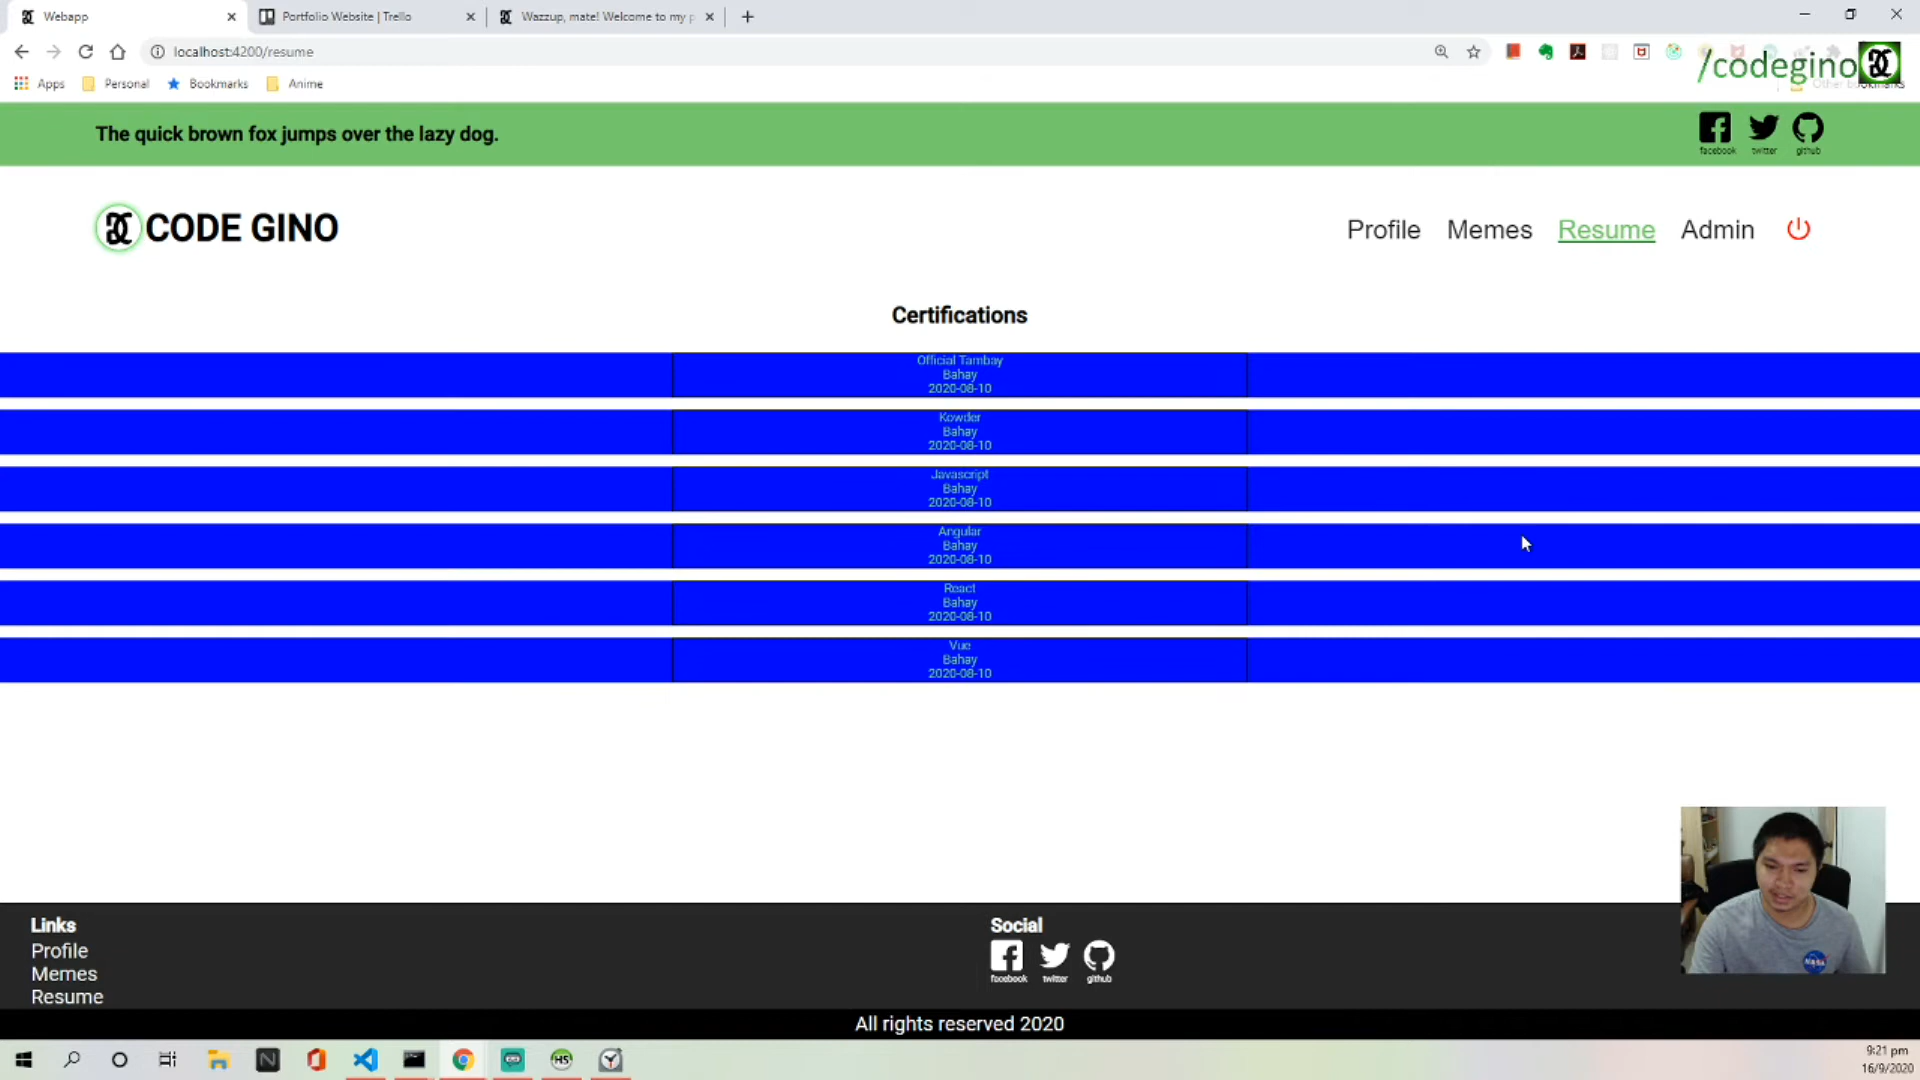 Webapp
Portfolio Website | Trello
Wazzup, mate! Welcome to my p
localhost:4200/resume
/codegino
Apps
Personal
Bookmarks
Anime
Other bookmarks
The quick brown fox jumps over the lazy dog.
facebook
twitter
github
CODE GINO
Profile
Memes
Resume
Admin
Certifications
Official Tambay
Bahay
2020-08-10
Kowder
Bahay
2020-08-10
Javascript
Bahay
2020-08-10
Angular
Bahay
2020-08-10
React
Bahay
2020-08-10
Vue
Bahay
2020-08-10
Links
Profile
Memes
Resume
Social
facebook
twitter
github
NASA
All rights reserved 2020
HS
9:21 pm
16/9/2020